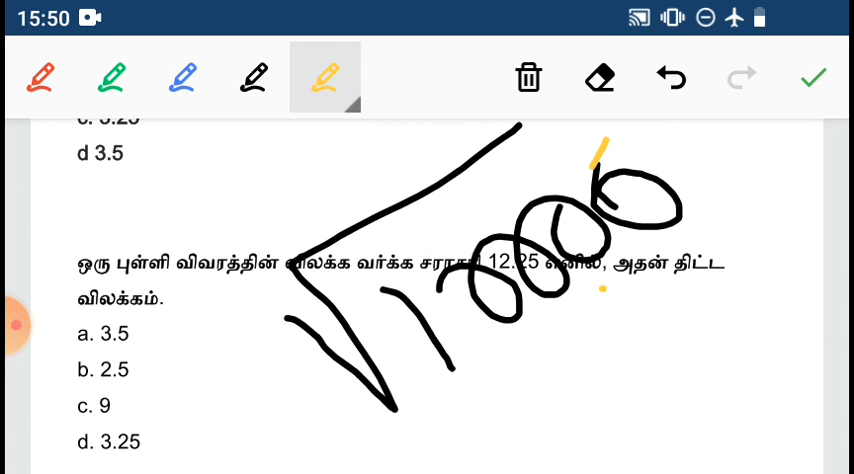 15:50
d 3.5
ஒரு புள்ளி விவரத்தின் விலக்க வர்க்க சராசரி 12.25 எனில், அதன் திட்ட
விலக்கம்.
a. 3.5
b. 2.5
c. 9
d. 3.25